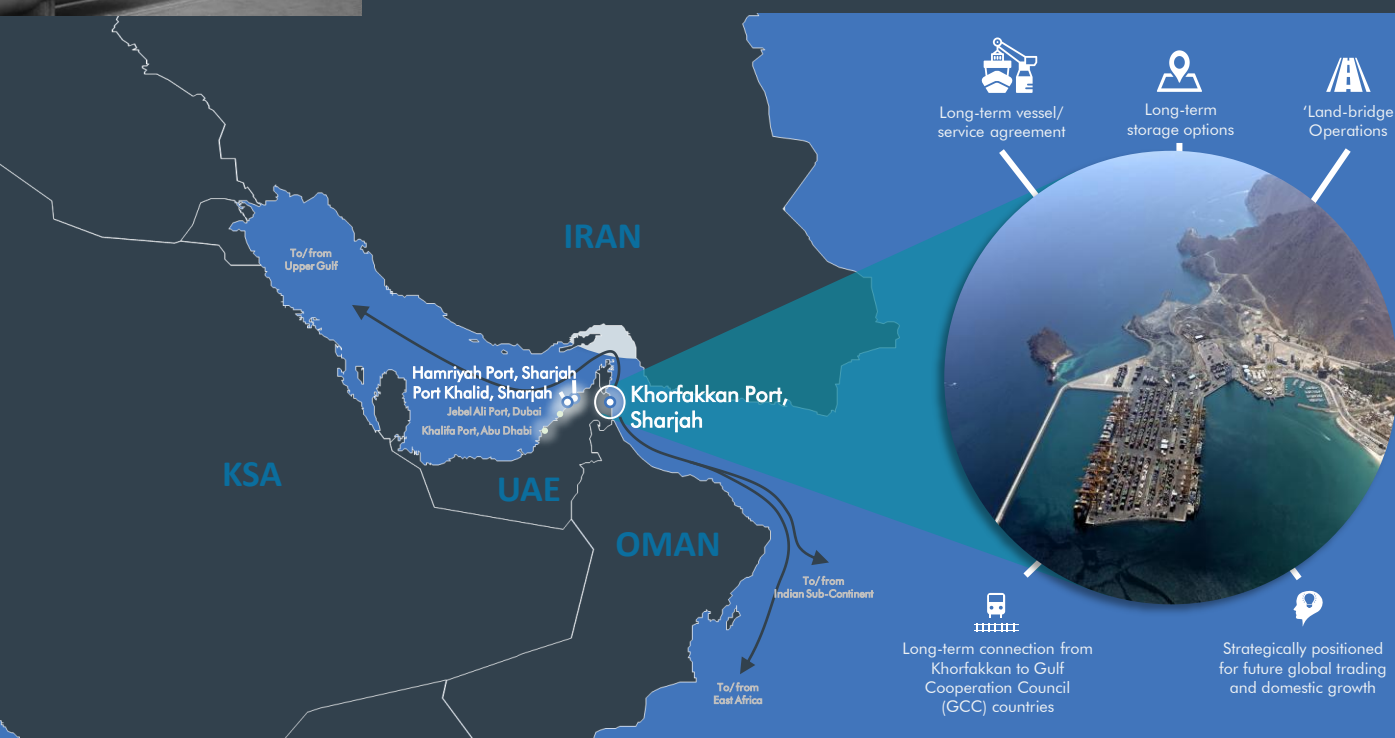 Long-term vessel/
service agreement
Long-term
storage options
‘Land-bridge
Operations
IRAN
To/from
Upper Gulf
Hamriyah Port, Sharjah
Port Khalid, Sharjah
Jebel Ali Port, Dubai
Khalifa Port, Abu Dhabi
Khorfakkan Port,
Sharjah
KSA
UAE
OMAN
To/from
Indian Sub-Continent
To/from
East Africa
Long-term connection from
Khorfakkan to Gulf
Cooperation Council
(GCC) countries
Strategically positioned
for future global trading
and domestic growth